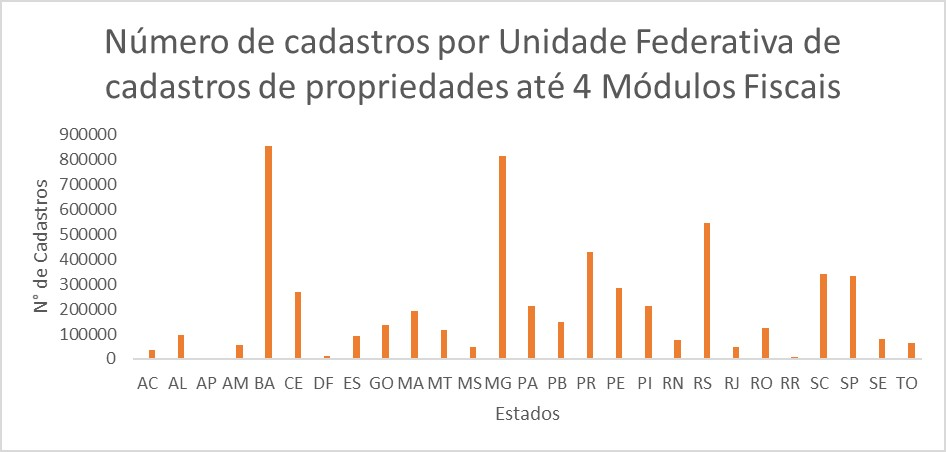 Número de cadastros por Unidade Federativa de
cadastros de propriedades até 4 Módulos Fiscais
900000
800000
700000
600000
500000
400000
300000
200000
100000
0
N° de Cadastros
AC AL AP AM BA CE DF ES GO MA MT MS MG PA PB PR PE PI RN RS RJ RO RR SC SP SE TO
Estados